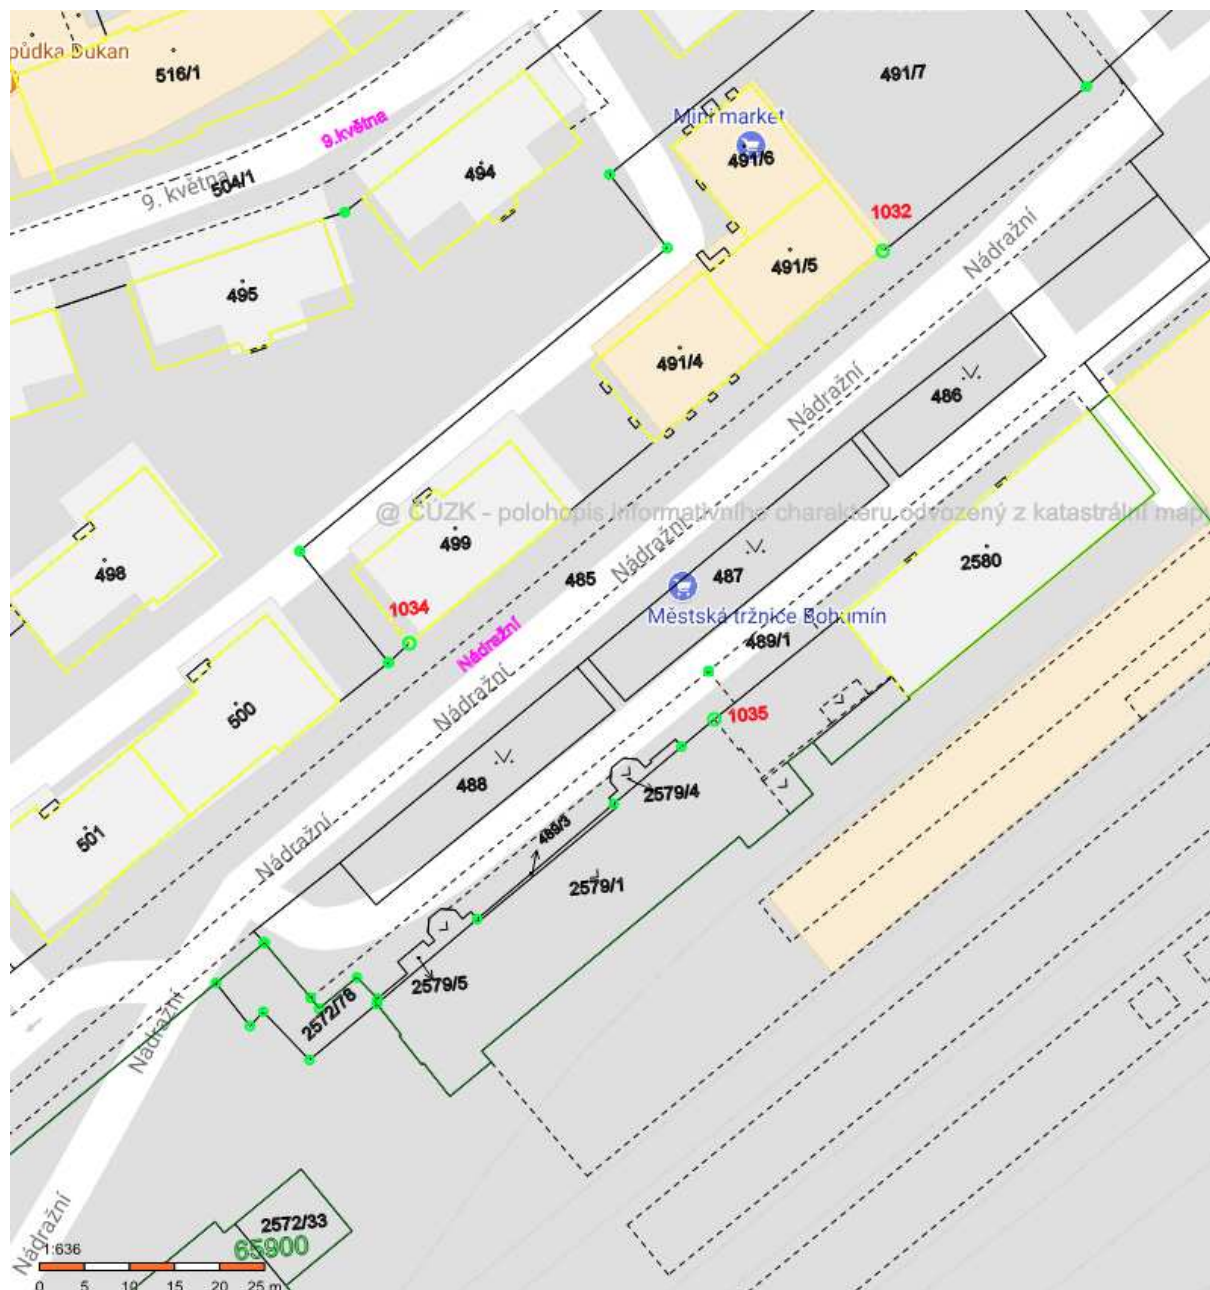 půdka Dukan
516/1
491/7
9.května
Mini market
494
491/6
9. května
504/1
1032
Nádražní
491/5
495
491/4
Nádražní
486
@ ČÚZK - polohopis informativního charakteru odvozený z katastrální mapy
499
498
485
Nádražní
487
2580
1034
Městská tržnice Bohumín
Nádražní
489/1
Nádražní
500
1035
488
2579/4
501
Nádražní
489/3
2579/1
2579/5
2572/78
Nádražní
Nádražní
2572/33
65900
1:636
0 5 10 15 20 25 m